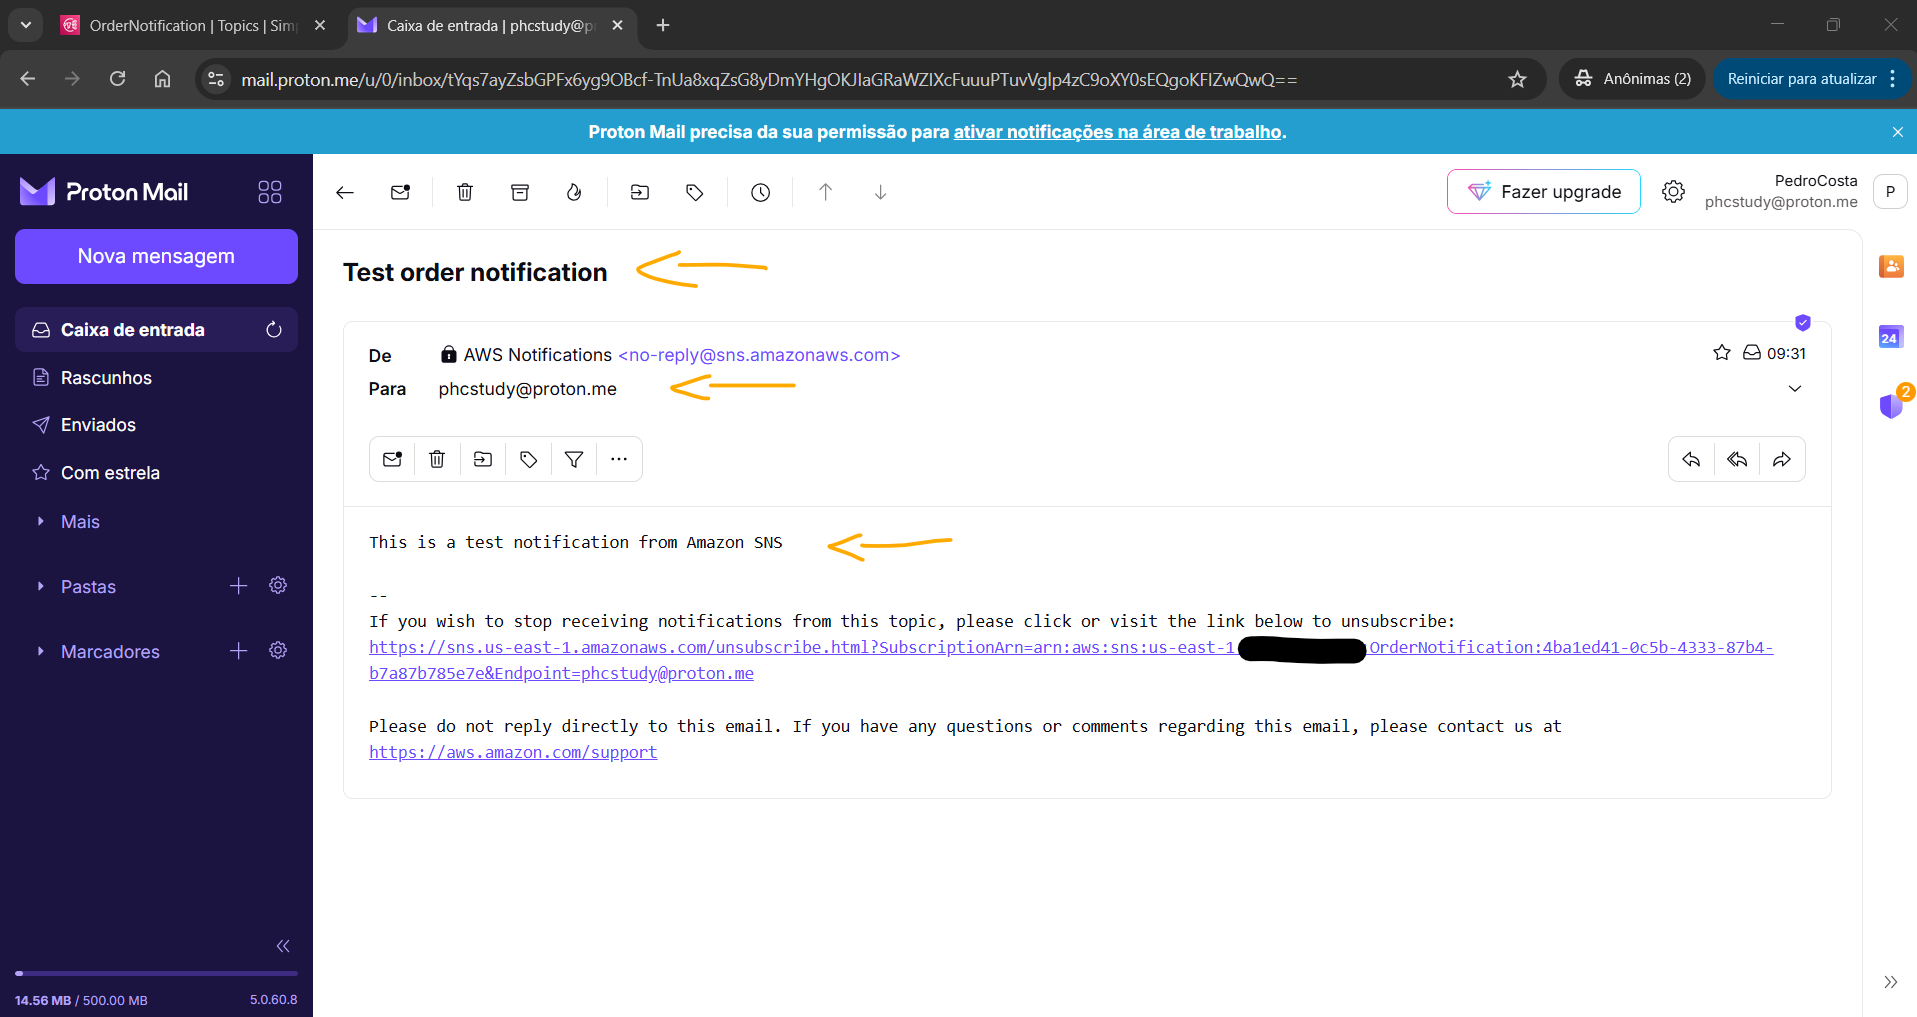 OrderNotification | Topics | Sim
Caixa de entrada | phcstudy@p
mail.proton.me/u/0/inbox/tYqs7ayZsbGPFx6yg9OBcf-TnUa8xqZsG8yDmYHgOKJIaGRaWZIXcFuuuPTuvVglp4zC9oXY0sEQgoKFIZwQwQ==
Anônimas (2)
Reiniciar para atualizar
Proton Mail precisa da sua permissão para ativar notificações na área de trabalho.
Proton Mail
Fazer upgrade
PedroCosta
phcstudy@proton.me
P
Nova mensagem
Caixa de entrada
Rascunhos
Enviados
Com estrela
Mais
Pastas
Marcadores
14.56 MB / 500.00 MB
5.0.60.8
Test order notification
De AWS Notifications <no-reply@sns.amazonaws.com>
09:31
Para phcstudy@proton.me
This is a test notification from Amazon SNS
--
If you wish to stop receiving notifications from this topic, please click or visit the link below to unsubscribe:
https://sns.us-east-1.amazonaws.com/unsubscribe.html?SubscriptionArn=arn:aws:sns:us-east-1 OrderNotification:4ba1ed41-0c5b-4333-87b4-
b7a87b785e7e&Endpoint=phcstudy@proton.me
Please do not reply directly to this email. If you have any questions or comments regarding this email, please contact us at
https://aws.amazon.com/support
24
2